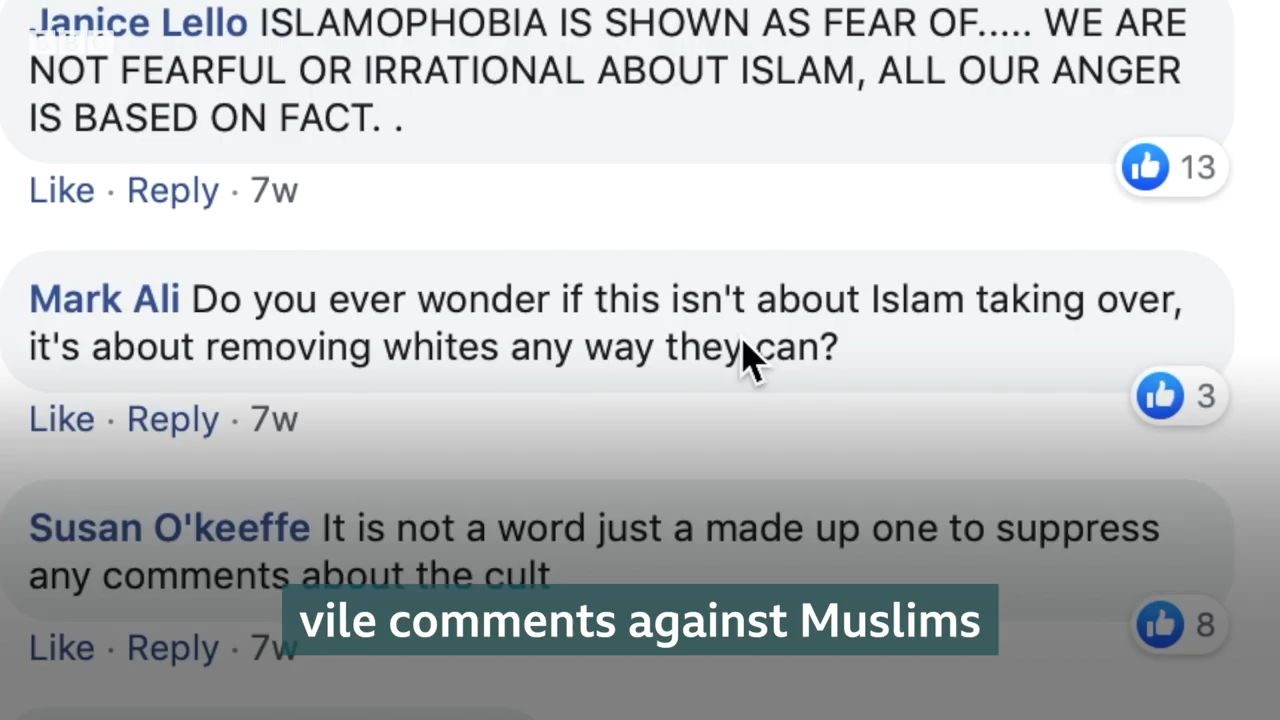 BBC
Janice Lello ISLAMOPHOBIA IS SHOWN AS FEAR OF..... WE ARE
NOT FEARFUL OR IRRATIONAL ABOUT ISLAM, ALL OUR ANGER
IS BASED ON FACT. .
13
Like · Reply · 7w
Mark Ali Do you ever wonder if this isn't about Islam taking over,
it's about removing whites any way they can?
3
Like · Reply · 7w
Susan O'keeffe It is not a word just a made up one to suppress
any comments about the cult
vile comments against Muslims
8
Like · Reply · 7w